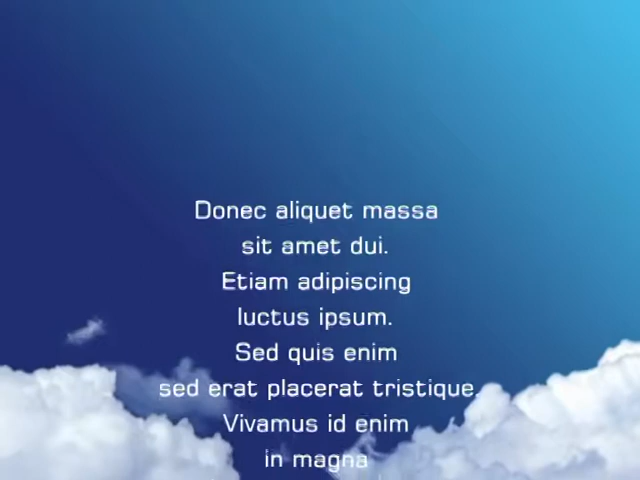 Donec aliquet massa
sit amet dui.
Etiam adipiscing
luctus ipsum.
Sed quis enim
sed erat placerat tristique.
Vivamus id enim
in magna